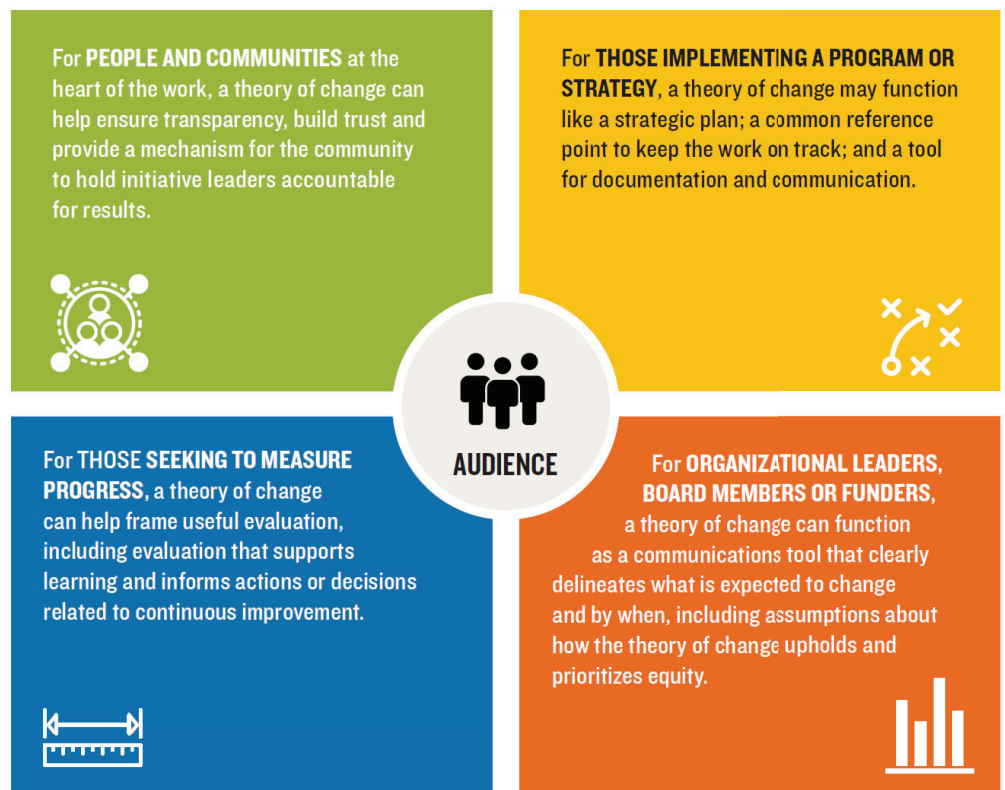 For PEOPLE AND COMMUNITIES at the
heart of the work, a theory of change can
help ensure transparency, build trust and
provide a mechanism for the community
to hold initiative leaders accountable
for results.
For THOSE IMPLEMENTING A PROGRAM OR
STRATEGY, a theory of change may function
like a strategic plan; a common reference
point to keep the work on track; and a tool
for documentation and communication.
AUDIENCE
For THOSE SEEKING TO MEASURE
PROGRESS, a theory of change
can help frame useful evaluation,
including evaluation that supports
learning and informs actions or decisions
related to continuous improvement.
For ORGANIZATIONAL LEADERS,
BOARD MEMBERS OR FUNDERS,
a theory of change can function
as a communications tool that clearly
delineates what is expected to change
and by when, including assumptions about
how the theory of change upholds and
prioritizes equity.